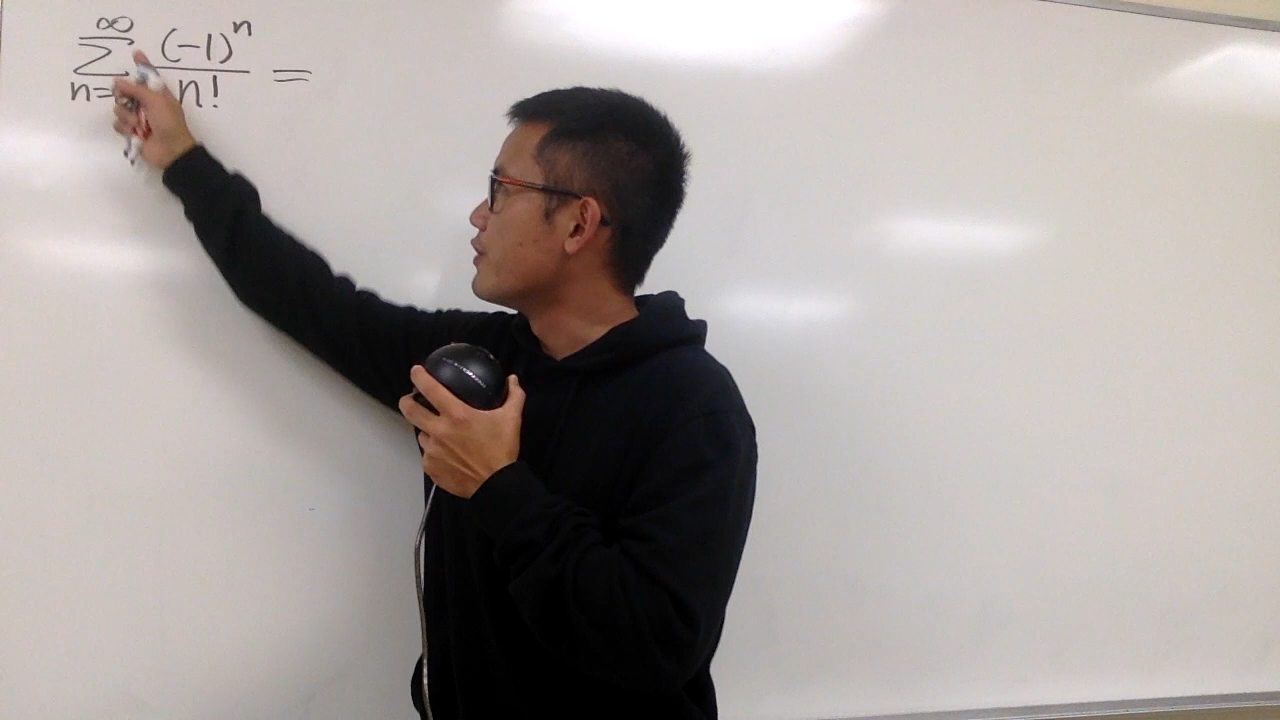 ∞
Σ (-1)^n / n! =
n=